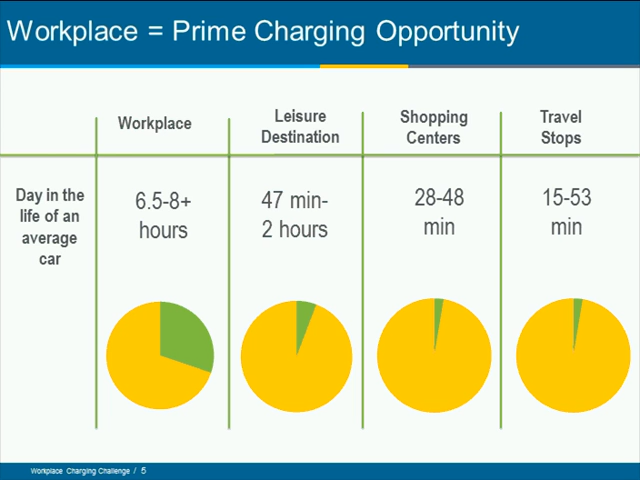 Workplace = Prime Charging Opportunity
Workplace
Leisure
Destination
Shopping
Centers
Travel
Stops
Day in the
life of an
average
car
6.5-8+
hours
47 min-
2 hours
28-48
min
15-53
min
Workplace Charging Challenge / 5